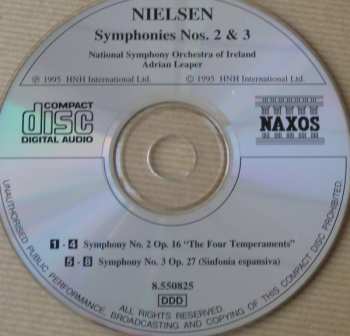 NIELSEN
Symphonies Nos. 2 & 3
National Symphony Orchestra of Ireland
Adrian Leaper
℗ 1995 HNH International Ltd.
© 1995 HNH International Ltd.
COMPACT
disc
DIGITAL AUDIO
NAXOS
1 - 4 Symphony No. 2 Op. 16 "The Four Temperaments"
5 - 8 Symphony No. 3 Op. 27 (Sinfonia espansiva)
8.550825
DDD
ALL RIGHTS RESERVED
UNAUTHORISED PUBLIC PERFORMANCE, BROADCASTING AND COPYING OF THIS COMPACT DISC PROHIBITED